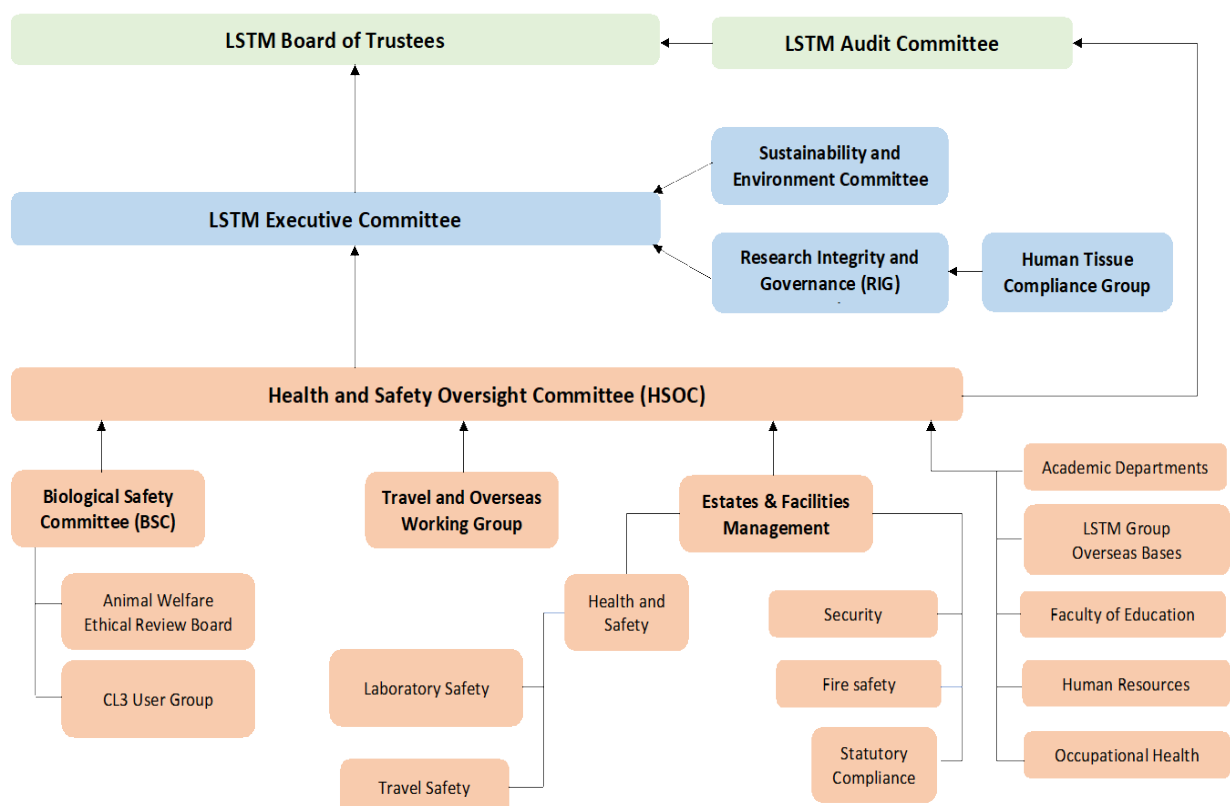 LSTM Board of Trustees
LSTM Audit Committee
Sustainability and
Environment Committee
LSTM Executive Committee
Research Integrity and
Governance (RIG)
Human Tissue
Compliance Group
Health and Safety Oversight Committee (HSOC)
Biological Safety
Committee (BSC)
Travel and Overseas
Working Group
Estates & Facilities
Management
Academic Departments
LSTM Group
Overseas Bases
Animal Welfare
Ethical Review Board
Health and
Safety
Security
Faculty of Education
CL3 User Group
Laboratory Safety
Fire safety
Human Resources
Travel Safety
Statutory
Compliance
Occupational Health